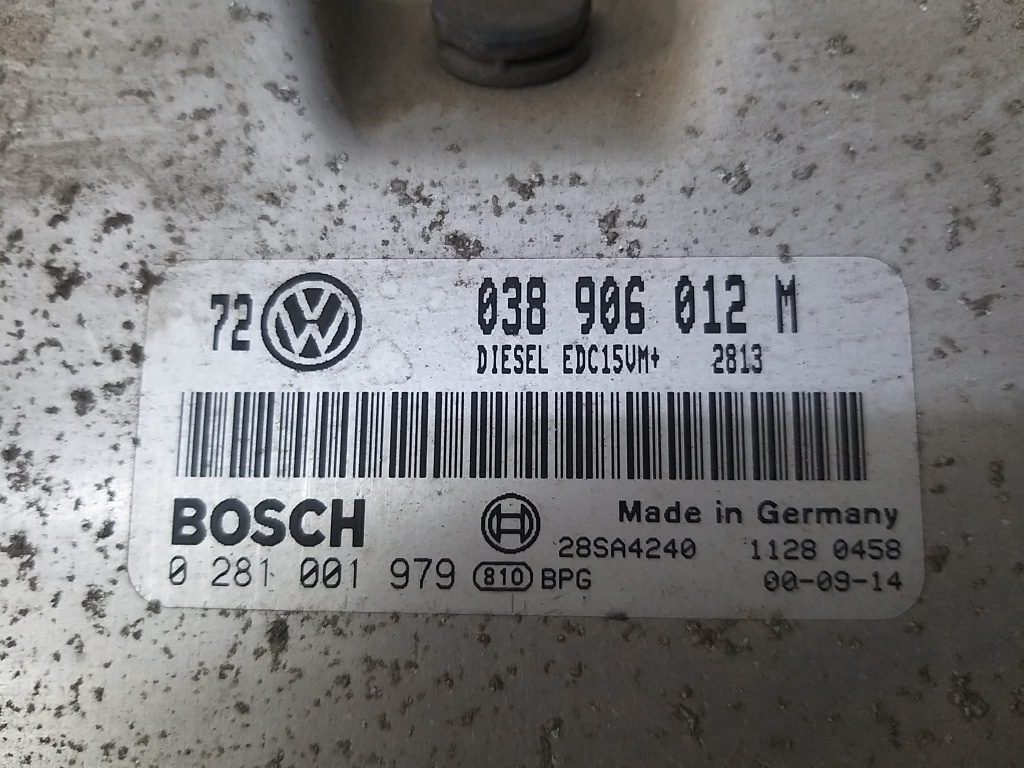 72 VW 038 906 012 M
DIESEL EDC15VM+ 2813
BOSCH
Made in Germany
28SA4240 1128 0458
0 281 001 979 810 BPG 00-09-14